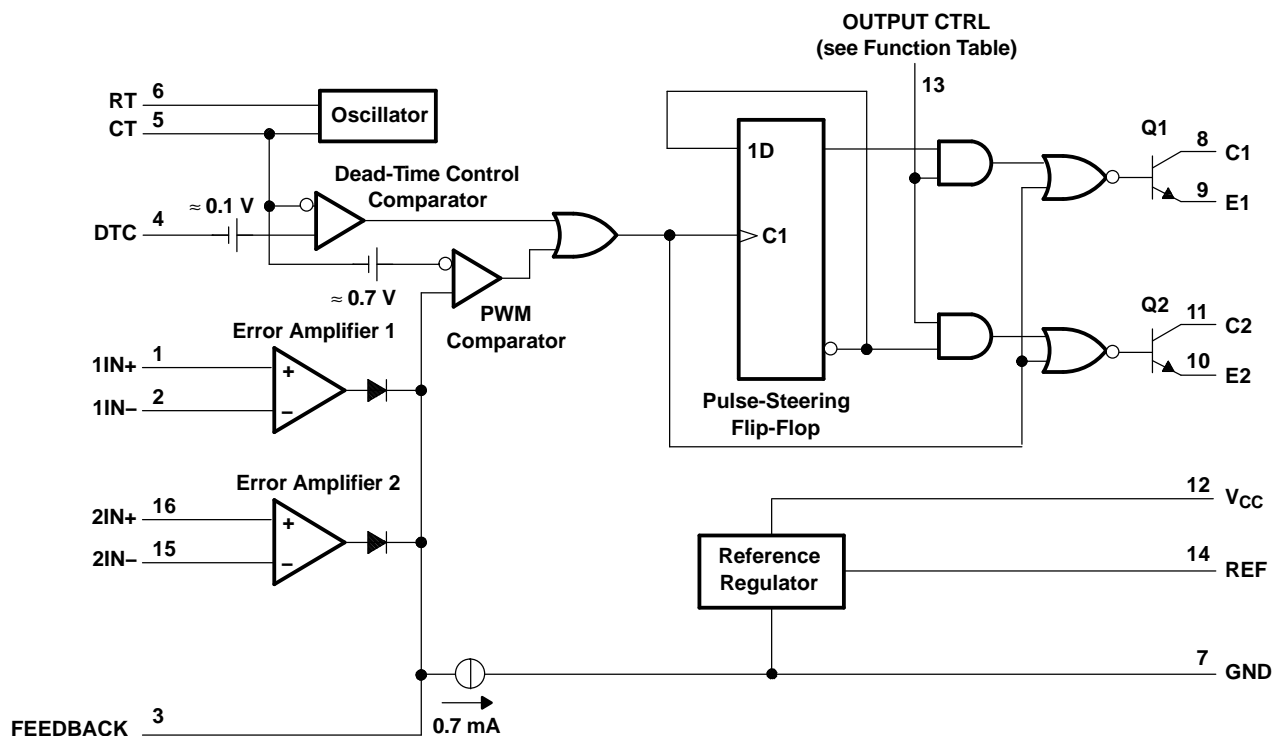 OUTPUT CTRL
(see Function Table)
13
RT 6
CT 5
Oscillator
Dead-Time Control
Comparator
≈ 0.1 V
DTC 4
≈ 0.7 V
PWM
Comparator
1D
C1
Pulse-Steering
Flip-Flop
Q1
8 C1
9 E1
Q2
11 C2
10 E2
Error Amplifier 1
1IN+ 1
+
1IN− 2
−
Error Amplifier 2
2IN+ 16
+
2IN− 15
−
12 VCC
Reference
Regulator
14 REF
7 GND
0.7 mA
FEEDBACK 3